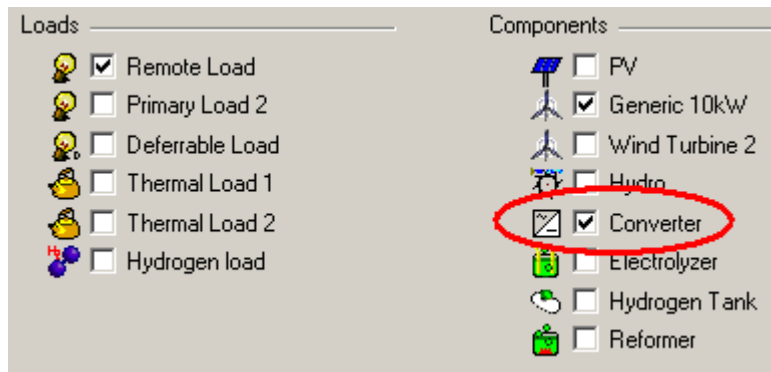 Loads
Remote Load
Primary Load 2
Deferrable Load
Thermal Load 1
Thermal Load 2
H₂ Hydrogen load
Components
PV
Generic 10kW
Wind Turbine 2
Hydro
Converter
Electrolyzer
Hydrogen Tank
Reformer